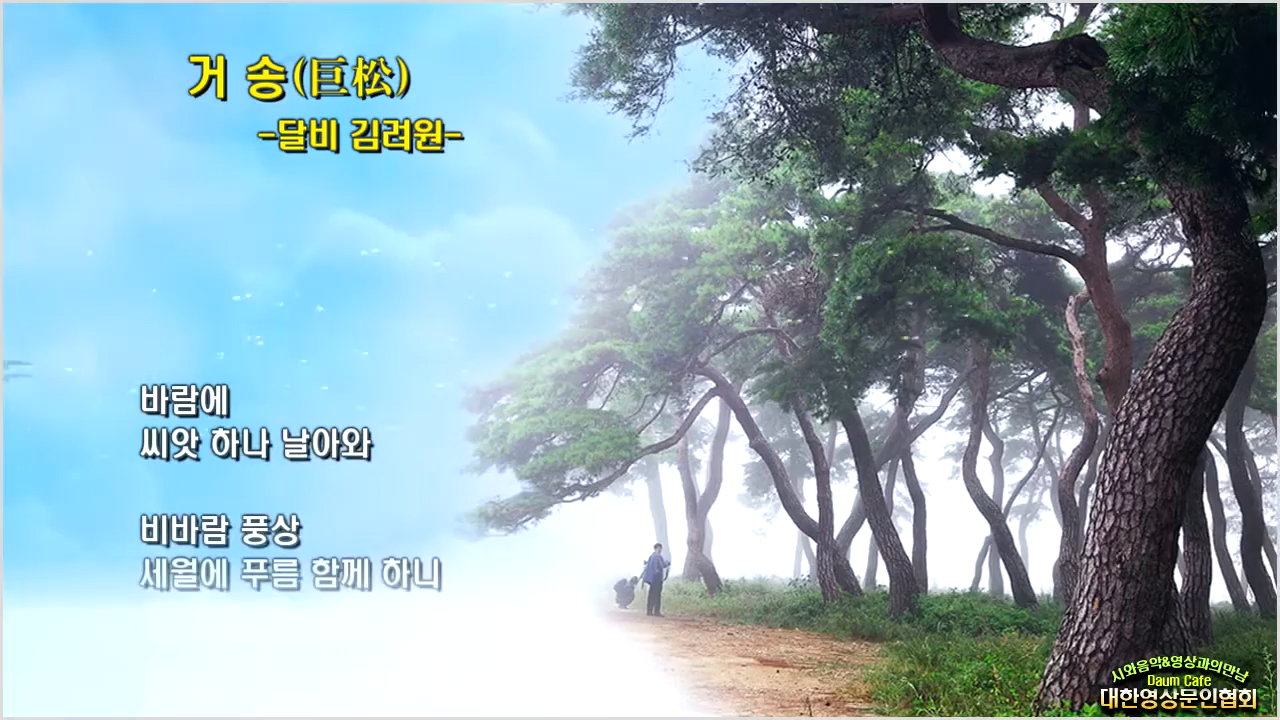 거 송(巨松)
-달비 김려원-
바람에
씨앗 하나 날아와
비바람 풍상
세월에 푸름 함께 하니
시와음악&영상과의만남
Daum Cafe
대한영상문인협회